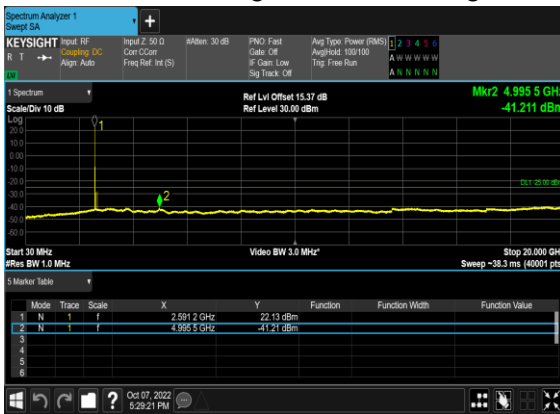 Spectrum Analyzer 1
Swept SA
+
KEYSIGHT Input: RF Input Z: 50 Ω #Atten: 30 dB PNO: Fast Avg Type: Power (RMS) 1 2 3 4 5 6
R T Coupling: DC Corr CCorr Gate: Off Avg|Hold: 100/100 A W W W W W
Align: Auto Freq Ref: Int (S) IF Gain: Low Trig: Free Run
Sig Track: Off A N N N N N
LV
1 Spectrum Ref Lvl Offset 15.37 dB Mkr2 4.995 5 GHz
Scale/Div 10 dB Ref Level 30.00 dBm -41.211 dBm
Log
20.0
10.0
0.00
-10.0
-20.0
-30.0
-40.0
-50.0
-60.0
1
2
DL1 -25.00 dBm
Start 30 MHz Video BW 3.0 MHz* Stop 20.000 GHz
#Res BW 1.0 MHz Sweep ~38.3 ms (40001 pts)
5 Marker Table
Mode Trace Scale X Y Function Function Width Function Value
1 N 1 f 2.591 2 GHz 22.13 dBm
2 N 1 f 4.995 5 GHz -41.21 dBm
3
4
5
6
? Oct 07, 2022
5:29:21 PM